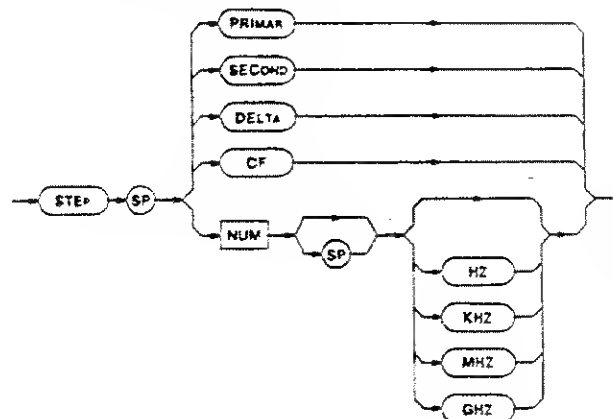 PRIMAR
SECOND
DELTA
CF
STEP SP
NUM SP
HZ
KHZ
MHZ
GHZ